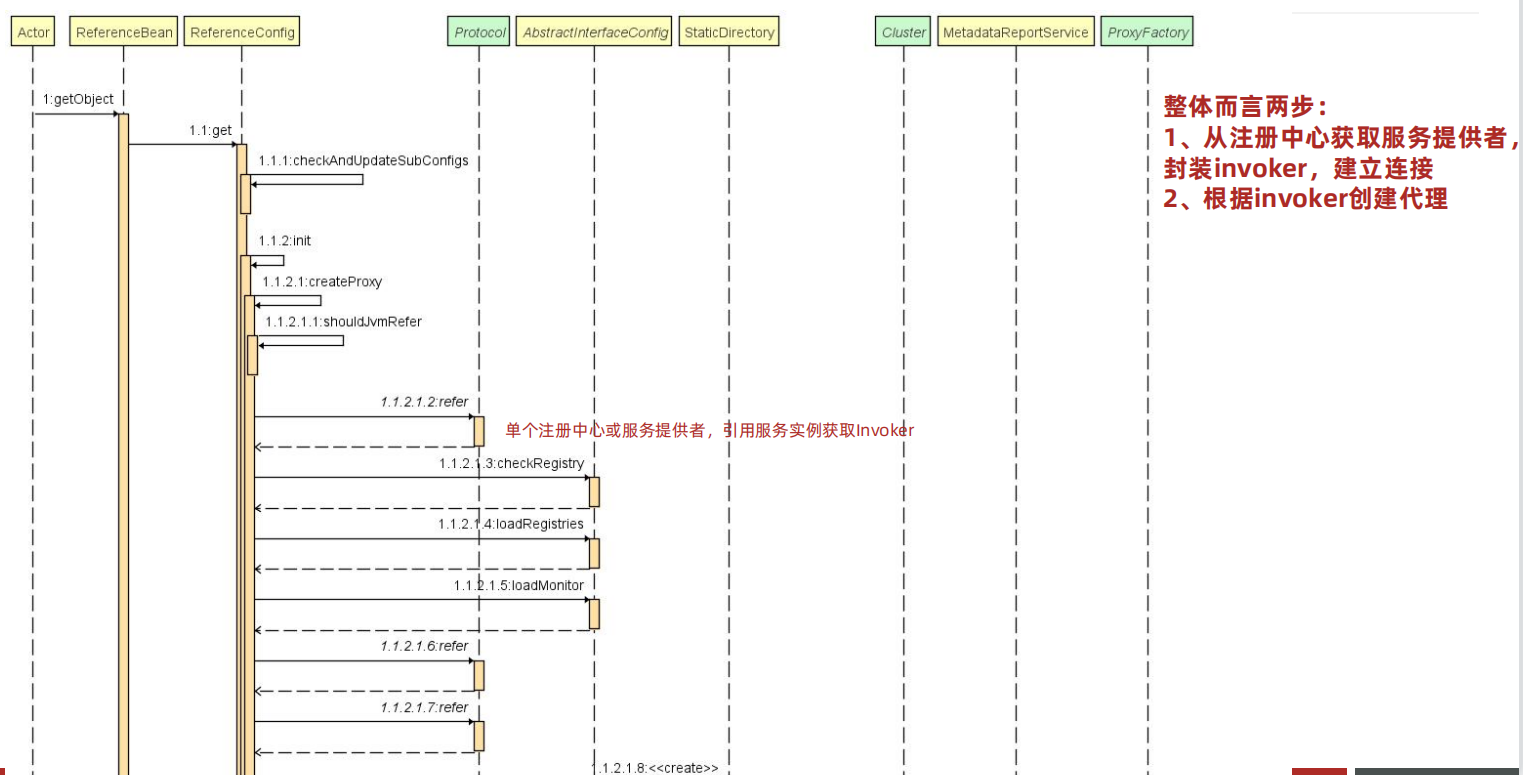 Actor ReferenceBean ReferenceConfig Protocol AbstractInterfaceConfig StaticDirectory Cluster MetadataReportService ProxyFactory
1:getObject
1.1:get
1.1.1:checkAndUpdateSubConfigs
1.1.2:init
1.1.2.1:createProxy
1.1.2.1.1:shouldJvmRefer
1.1.2.1.2:refer
单个注册中心或服务提供者，引用服务实例获取Invoker
1.1.2.1.3:checkRegistry
1.1.2.1.4:loadRegistries
1.1.2.1.5:loadMonitor
1.1.2.1.6:refer
1.1.2.1.7:refer
1.1.2.1.8:<<create>>
整体而言两步：
1、从注册中心获取服务提供者，
封装invoker，建立连接
2、根据invoker创建代理